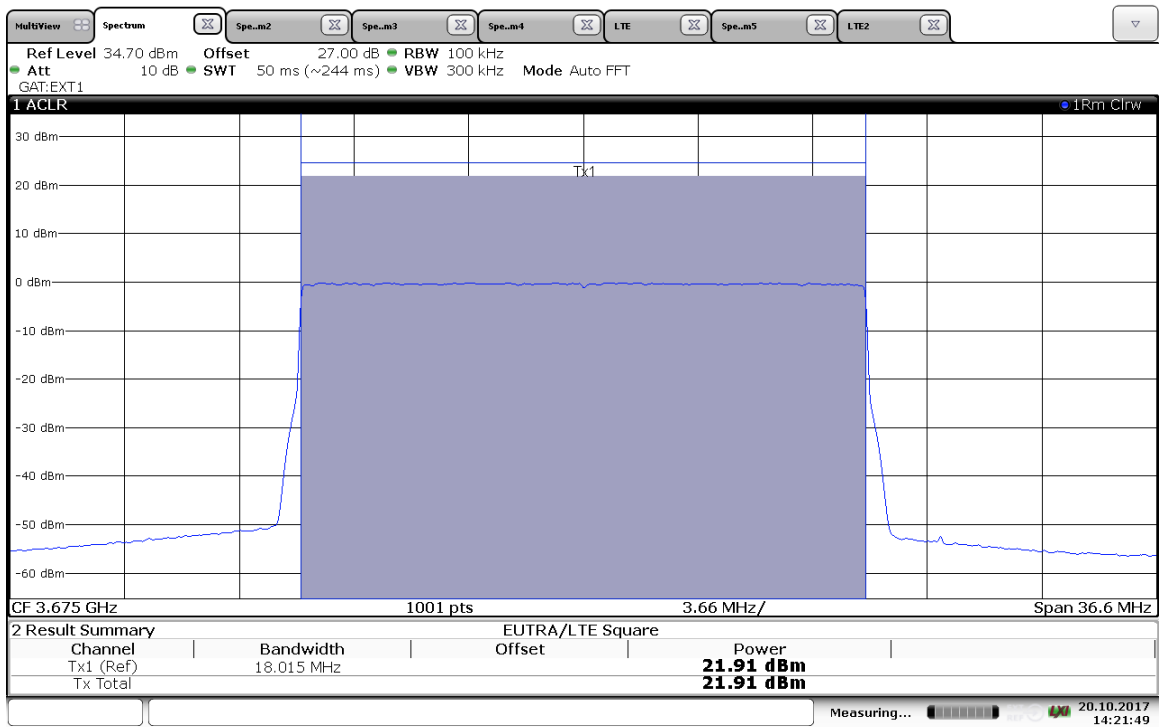 MultiView Spectrum Spe..m2 Spe..m3 Spe..m4 LTE Spe..m5 LTE2
Ref Level 34.70 dBm Offset 27.00 dB RBW 100 kHz
Att 10 dB SWT 50 ms (~244 ms) VBW 300 kHz Mode Auto FFT
GAT:EXT1
1 ACLR 1Rm Clrw
30 dBm
Tx1
20 dBm
10 dBm
0 dBm
-10 dBm
-20 dBm
-30 dBm
-40 dBm
-50 dBm
-60 dBm
CF 3.675 GHz 1001 pts 3.66 MHz/ Span 36.6 MHz
2 Result Summary EUTRA/LTE Square
Channel Bandwidth Offset Power
Tx1 (Ref) 18.015 MHz 21.91 dBm
Tx Total 21.91 dBm
Measuring... REF LXI 20.10.2017
14:21:49